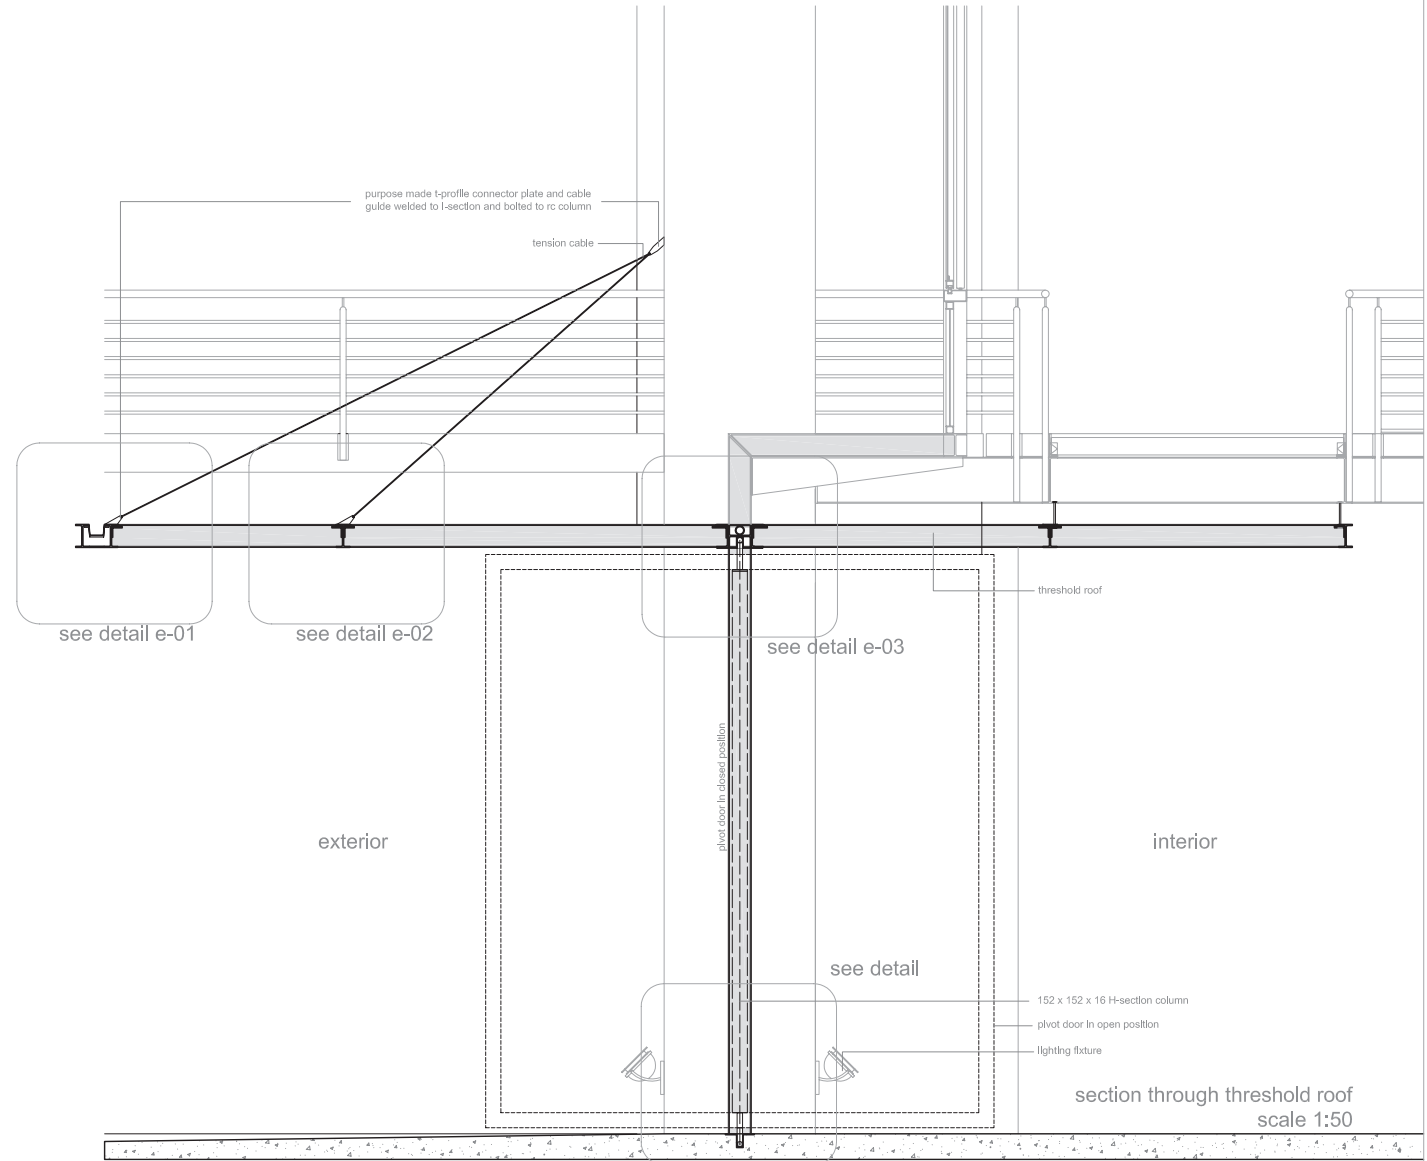 purpose made t-profile connector plate and cable
guide welded to I-section and bolted to rc column
tension cable
threshold roof
see detail e-01
see detail e-02
see detail e-03
pivot door in closed position
exterior
interior
see detail
152 x 152 x 16 H-section column
pivot door in open position
lighting fixture
section through threshold roof
scale 1:50